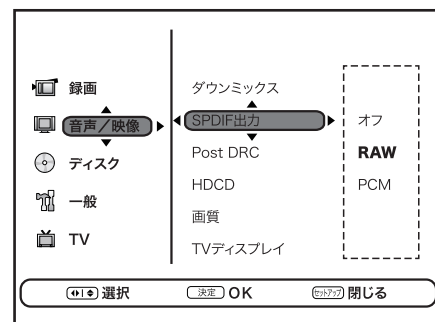 録画
音声／映像
ディスク
一般
TV
ダウンミックス
SPDIF出力
Post DRC
HDCD
画質
TVディスプレイ
オフ
RAW
PCM
選択
決定 OK
セットアップ 閉じる